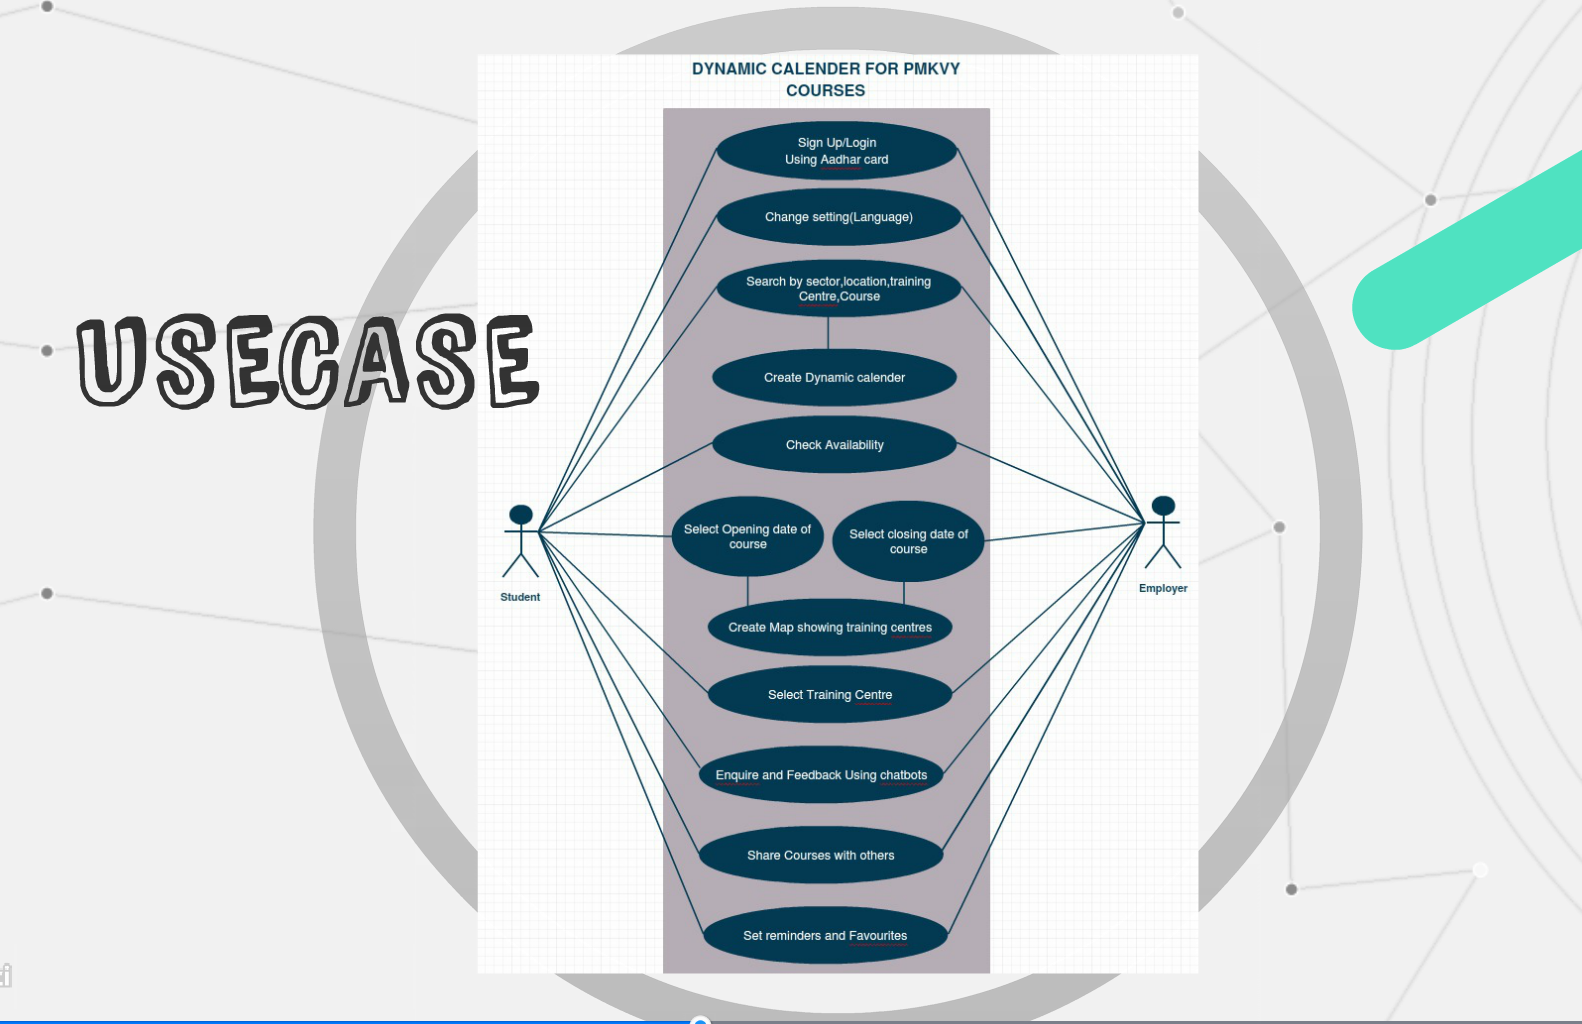 DYNAMIC CALENDER FOR PMKVY
COURSES
Sign Up/Login
Using Aadhar card
Change setting(Language)
Search by sector,location,training
Centre,Course
USECASE
Create Dynamic calender
Check Availability
Select Opening date of
course
Select closing date of
course
Student
Employer
Create Map showing training centres
Select Training Centre
Enquire and Feedback Using chatbots
Share Courses with others
Set reminders and Favourites